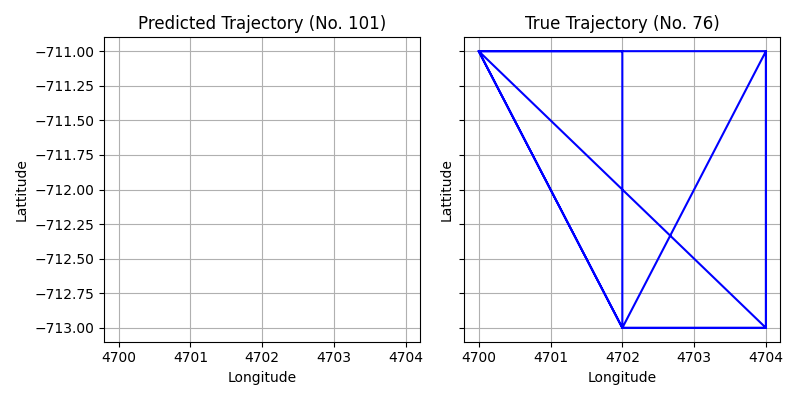 Predicted Trajectory (No. 101)
True Trajectory (No. 76)
−711.00
−711.25
−711.50
−711.75
−712.00
−712.25
−712.50
−712.75
−713.00
Lattitude
Lattitude
4700 4701 4702 4703 4704
4700 4701 4702 4703 4704
Longitude
Longitude